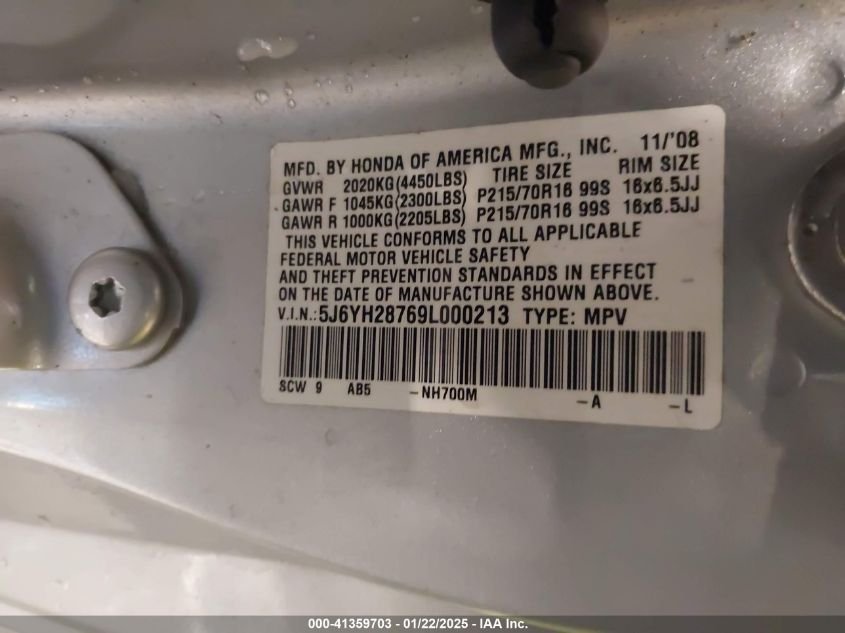 MFD. BY HONDA OF AMERICA MFG., INC. 11/'08
GVWR 2020KG(4450LBS) TIRE SIZE RIM SIZE
GAWR F 1045KG(2300LBS) P215/70R16 99S 16x6.5JJ
GAWR R 1000KG(2205LBS) P215/70R16 99S 16x6.5JJ
THIS VEHICLE CONFORMS TO ALL APPLICABLE
FEDERAL MOTOR VEHICLE SAFETY
AND THEFT PREVENTION STANDARDS IN EFFECT
ON THE DATE OF MANUFACTURE SHOWN ABOVE.
V.I.N.:5J6YH28769L000213 TYPE: MPV
SCW 9 AB5 -NH700M -A -L
000-41359703 - 01/22/2025 - IAA Inc.